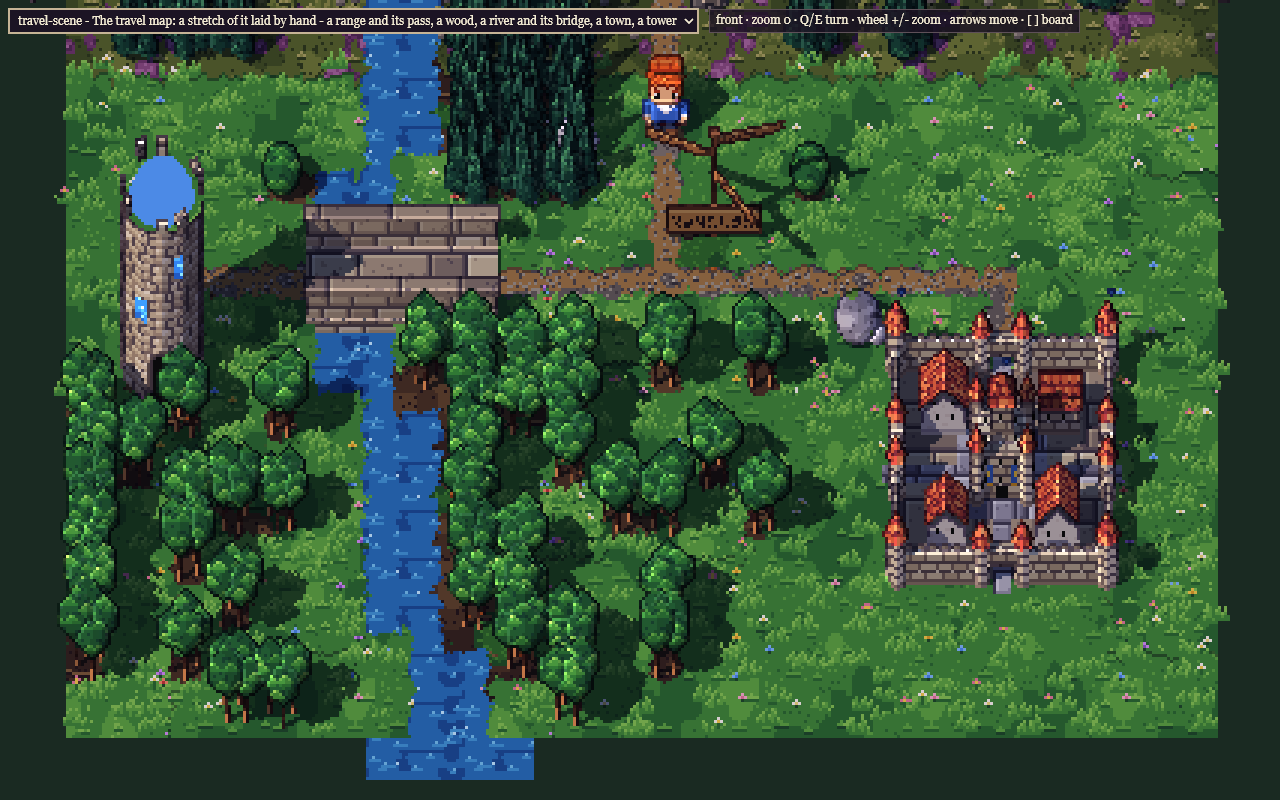 travel-scene - The travel map: a stretch of it laid by hand - a range and its pass, a wood, a river and its bridge, a town, a tower
front · zoom 0 · Q/E turn · wheel +/- zoom · arrows move · [ ] board